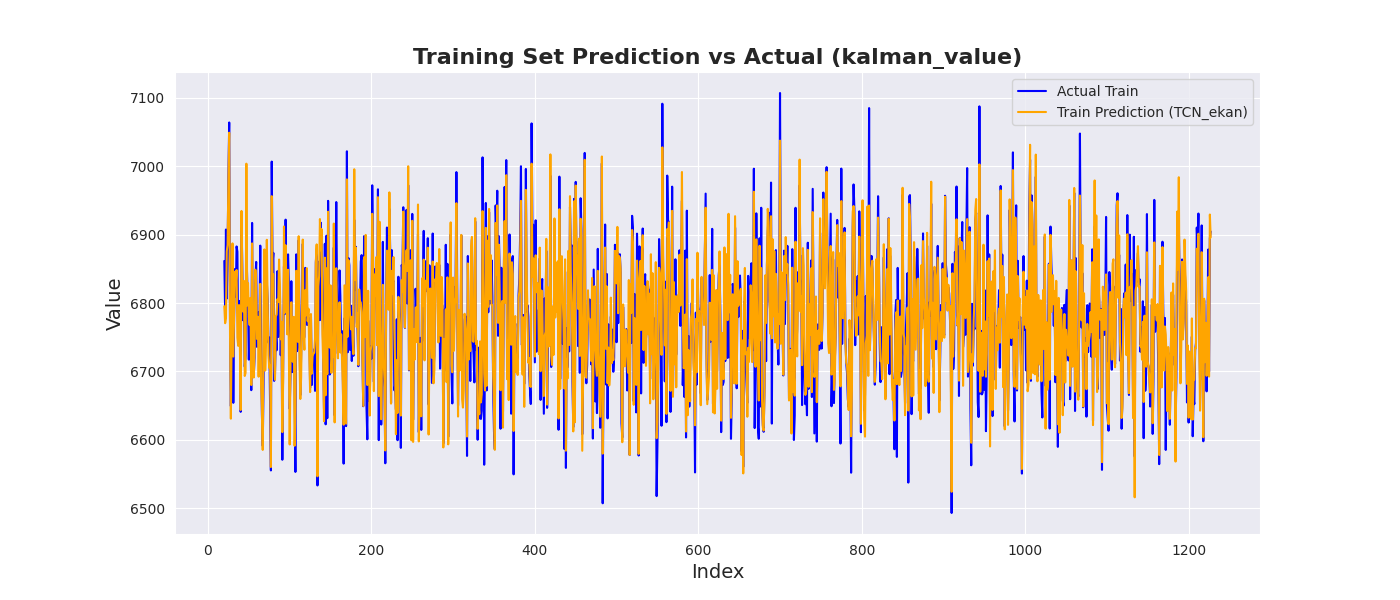 Training Set Prediction vs Actual (kalman_value)
Actual Train
Train Prediction (TCN_ekan)
Value
7100
7000
6900
6800
6700
6600
6500
0 200 400 600 800 1000 1200
Index